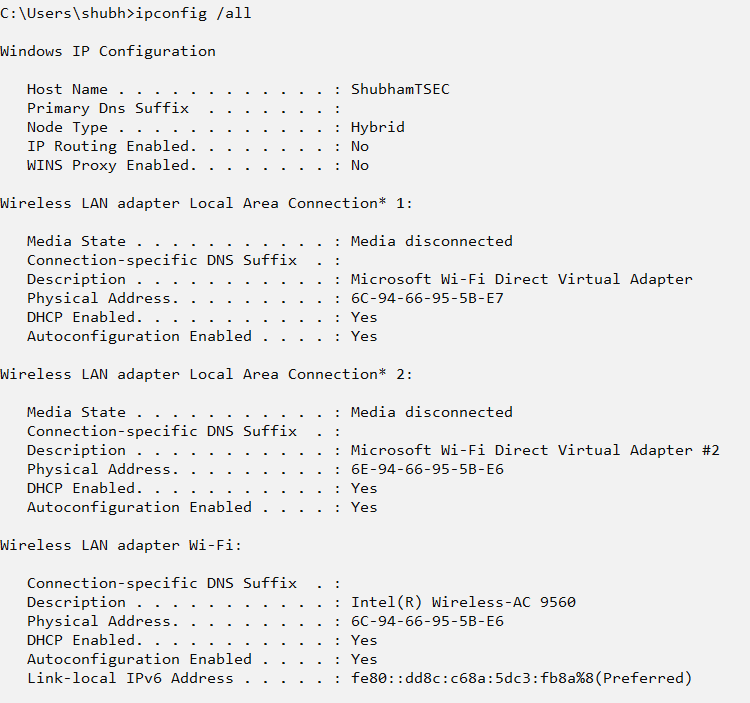 C:\Users\shubh>ipconfig /all
Windows IP Configuration
Host Name . . . . . . . . . . . . : ShubhamTSEC
Primary Dns Suffix  . . . . . . . :
Node Type . . . . . . . . . . . . : Hybrid
IP Routing Enabled. . . . . . . . : No
WINS Proxy Enabled. . . . . . . . : No
Wireless LAN adapter Local Area Connection* 1:
Media State . . . . . . . . . . . : Media disconnected
Connection-specific DNS Suffix  . :
Description . . . . . . . . . . . : Microsoft Wi-Fi Direct Virtual Adapter
Physical Address. . . . . . . . . : 6C-94-66-95-5B-E7
DHCP Enabled. . . . . . . . . . . : Yes
Autoconfiguration Enabled . . . . : Yes
Wireless LAN adapter Local Area Connection* 2:
Media State . . . . . . . . . . . : Media disconnected
Connection-specific DNS Suffix  . :
Description . . . . . . . . . . . : Microsoft Wi-Fi Direct Virtual Adapter #2
Physical Address. . . . . . . . . : 6E-94-66-95-5B-E6
DHCP Enabled. . . . . . . . . . . : Yes
Autoconfiguration Enabled . . . . : Yes
Wireless LAN adapter Wi-Fi:
Connection-specific DNS Suffix  . :
Description . . . . . . . . . . . : Intel(R) Wireless-AC 9560
Physical Address. . . . . . . . . : 6C-94-66-95-5B-E6
DHCP Enabled. . . . . . . . . . . : Yes
Autoconfiguration Enabled . . . . : Yes
Link-local IPv6 Address . . . . . : fe80::dd8c:c68a:5dc3:fb8a%8(Preferred)